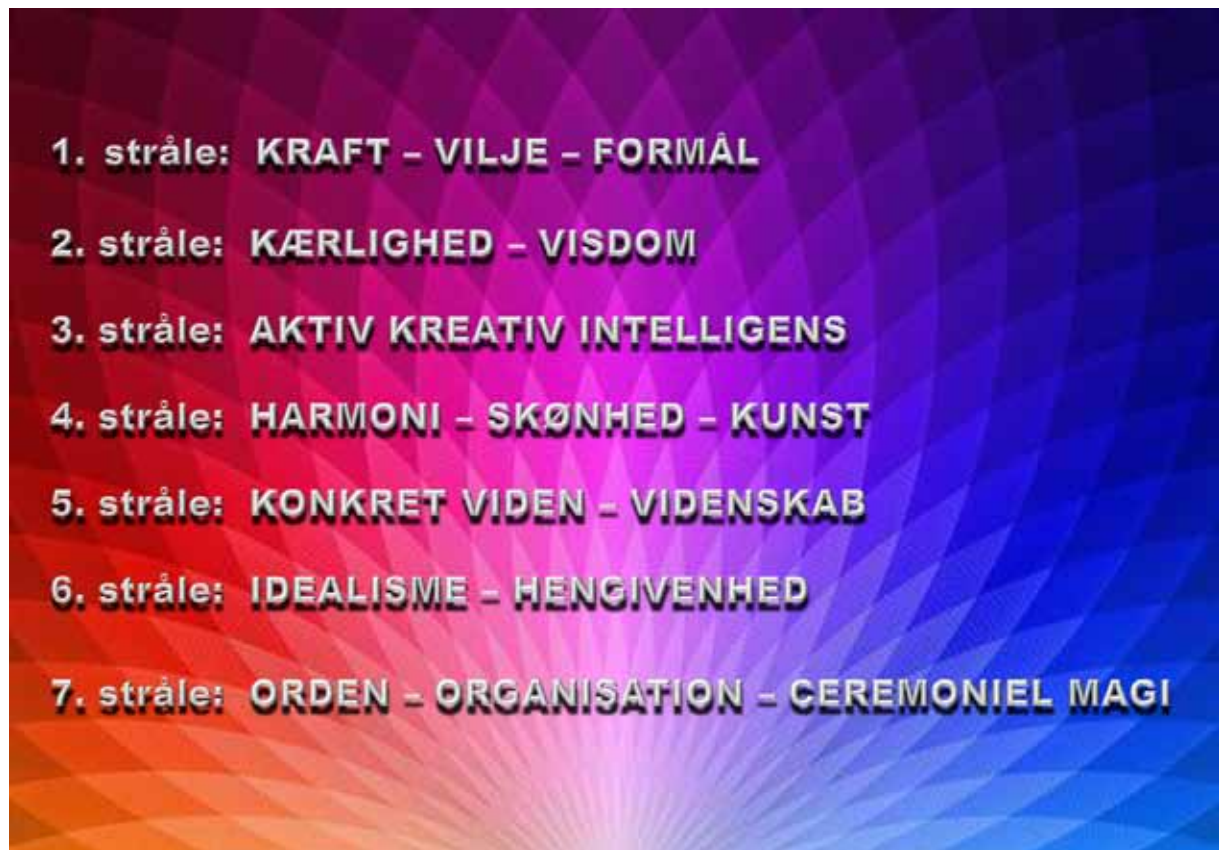 1. stråle: KRAFT – VILJE – FORMÅL
2. stråle: KÆRLIGHED – VISDOM
3. stråle: AKTIV KREATIV INTELLIGENS
4. stråle: HARMONI – SKØNHED – KUNST
5. stråle: KONKRET VIDEN – VIDENSKAB
6. stråle: IDEALISME – HENGIVENHED
7. stråle: ORDEN – ORGANISATION – CEREMONIEL MAGI